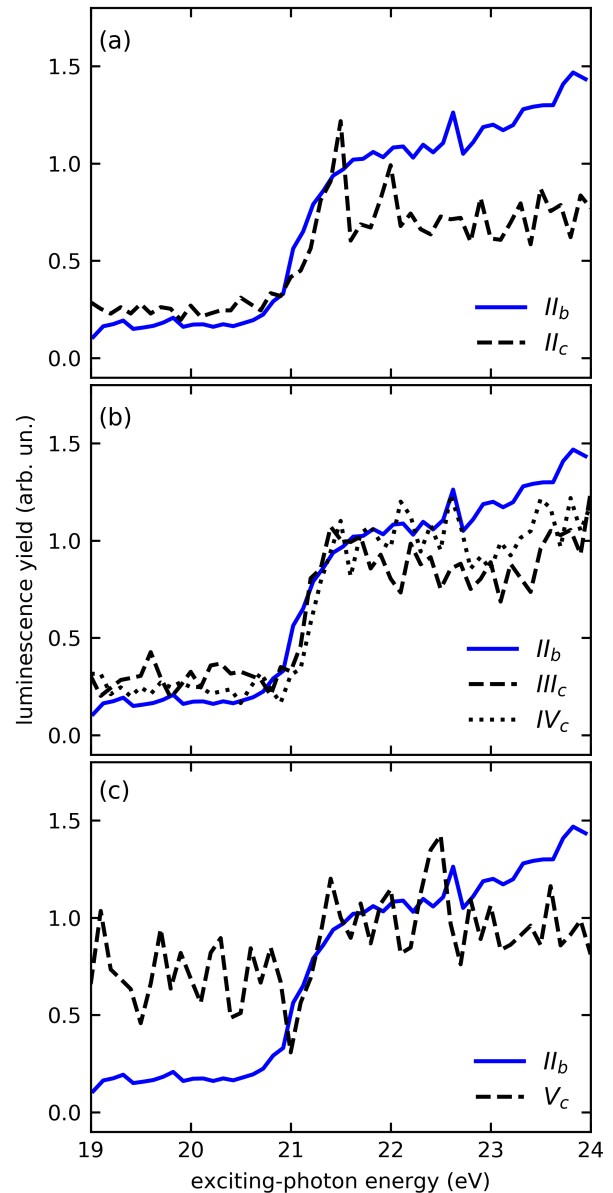 (a)
1.5
1.0
0.5
0.0
II_b
II_c
(b)
1.5
1.0
0.5
0.0
II_b
III_c
IV_c
luminescence yield (arb. un.)
(c)
1.5
1.0
0.5
0.0
II_b
V_c
19 20 21 22 23 24
exciting-photon energy (eV)